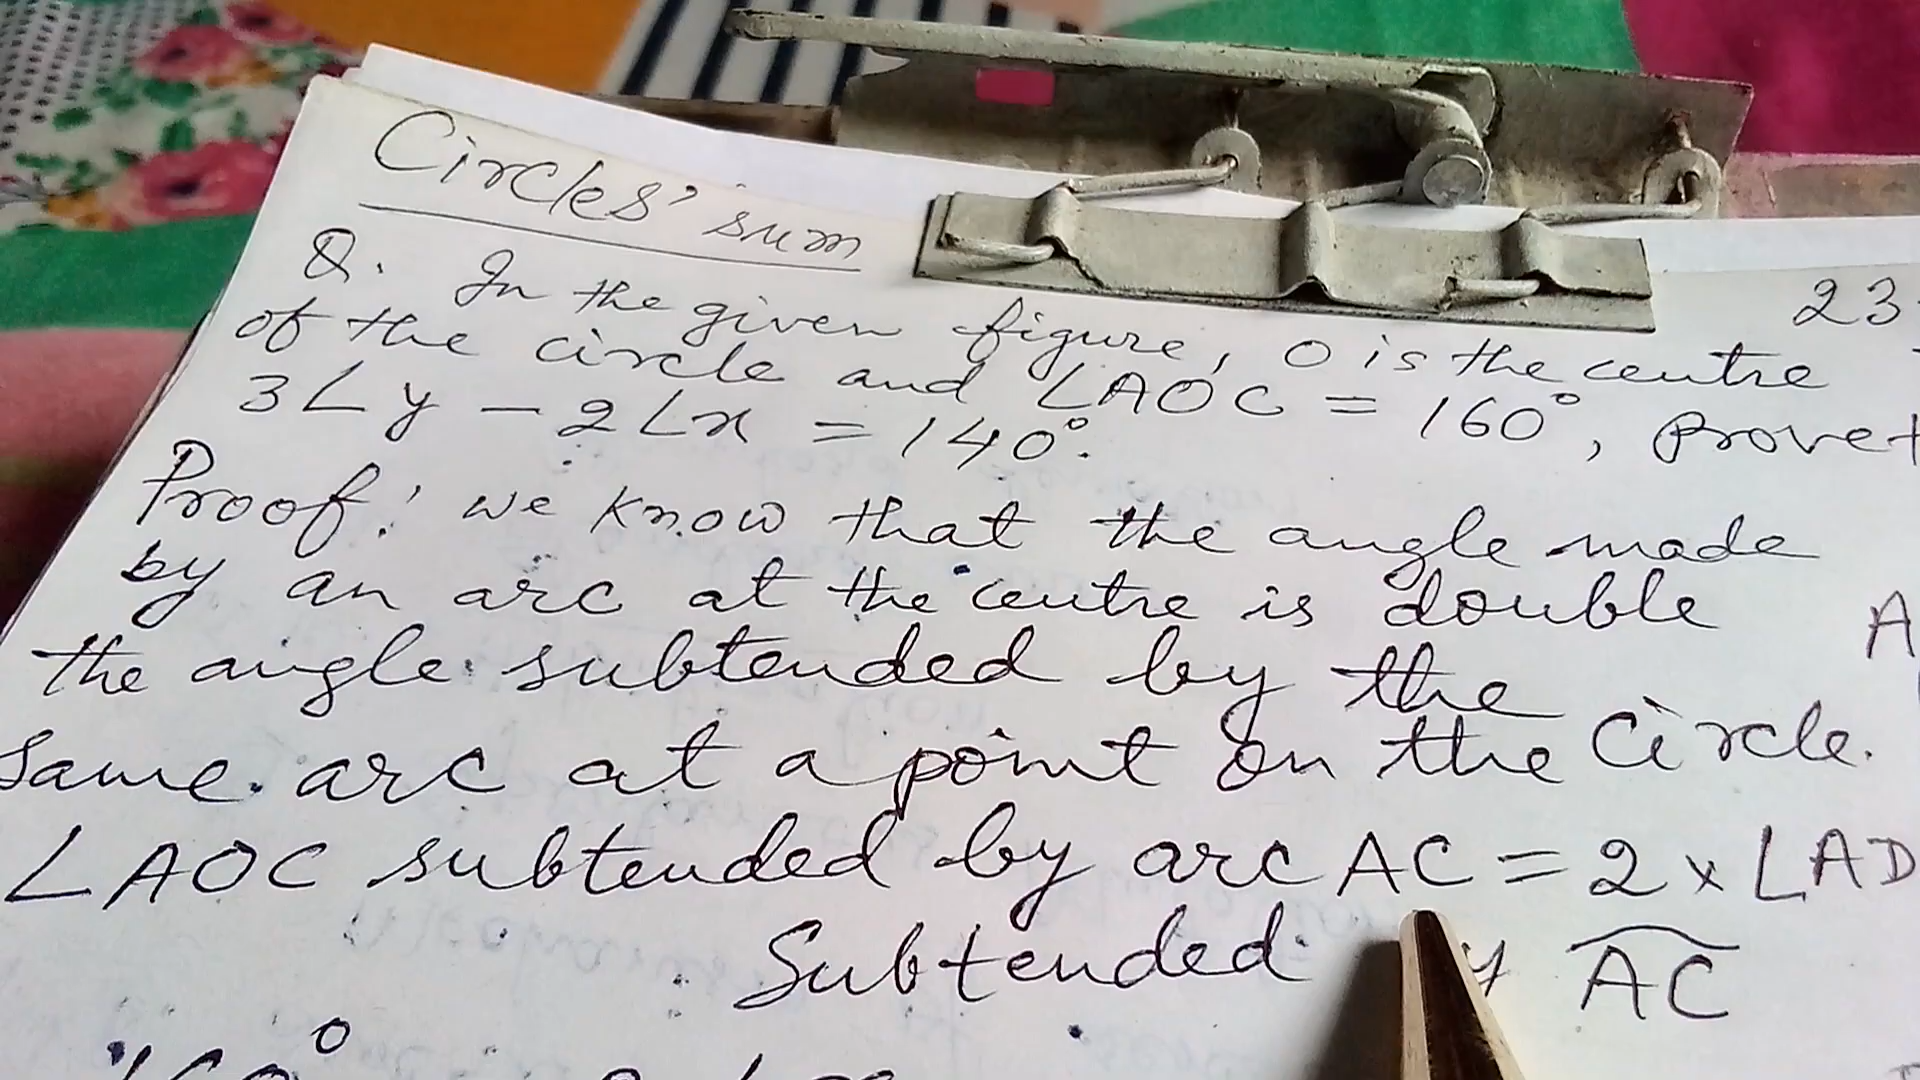 Circles' sum
23
Q. In the given figure, O is the centre
of the circle and ∠AOC = 160°, Prove
3∠y - 2∠x = 140°.
Proof: we know that the angle made
by an arc at the centre is double
A
the angle subtended by the
same arc at a point on the Circle.
∠AOC subtended by arc AC = 2 × ∠AD
Subtended AC